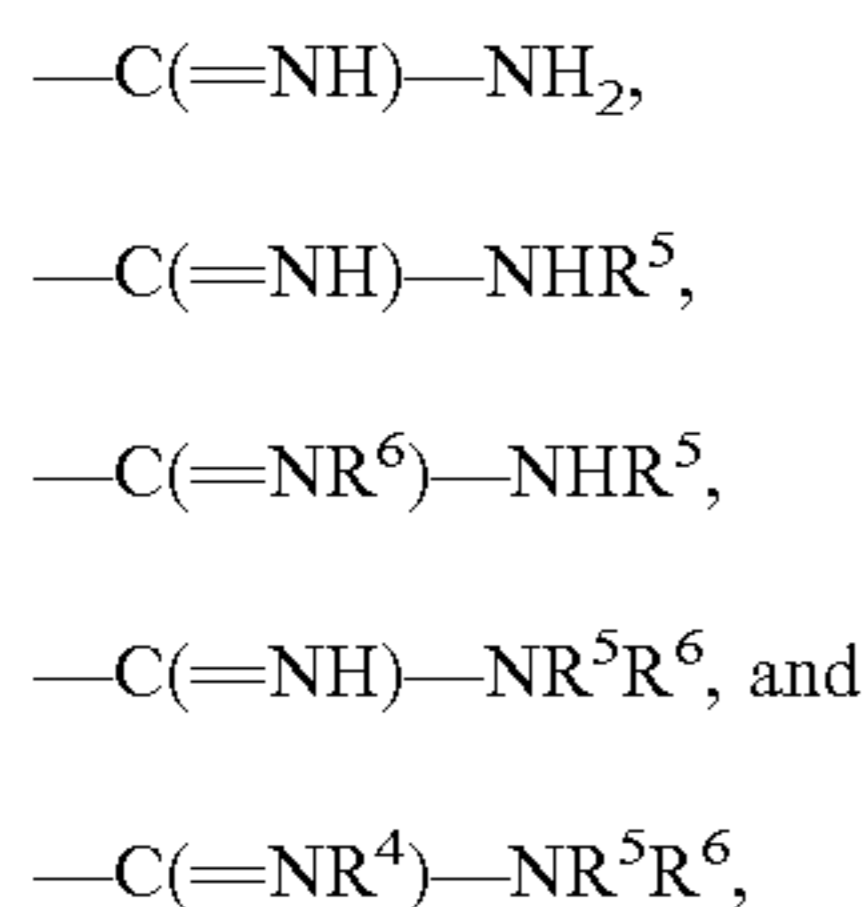 —C(=NH)—NH₂,
—C(=NH)—NHR⁵,
—C(=NR⁶)—NHR⁵,
—C(=NH)—NR⁵R⁶, and
—C(=NR⁴)—NR⁵R⁶,